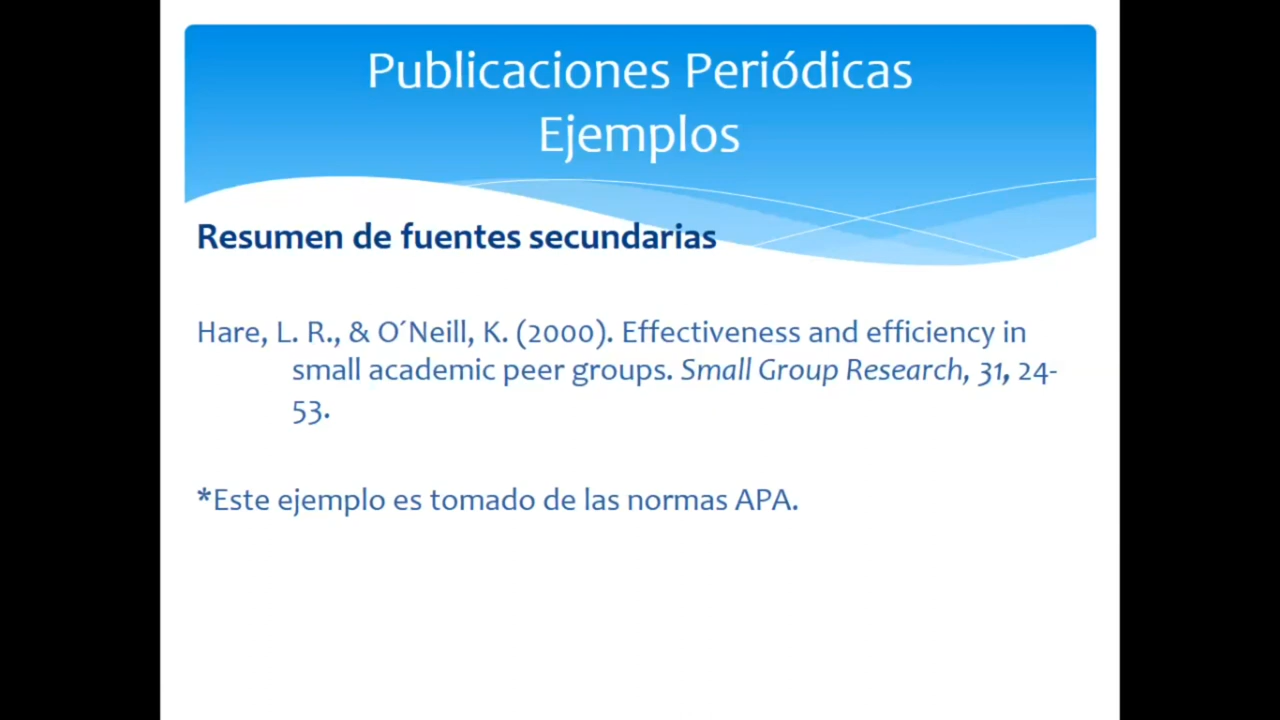 Publicaciones Periódicas
Ejemplos
Resumen de fuentes secundarias
Hare, L. R., & O´Neill, K. (2000). Effectiveness and efficiency in
small academic peer groups. Small Group Research, 31, 24-
53.
*Este ejemplo es tomado de las normas APA.